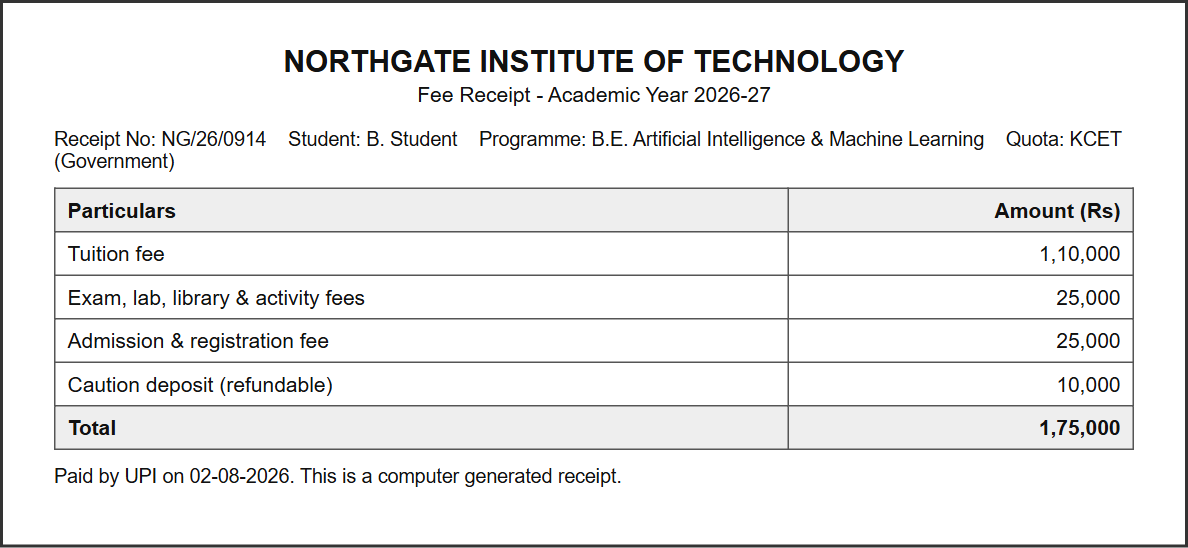 NORTHGATE INSTITUTE OF TECHNOLOGY
Fee Receipt - Academic Year 2026-27
Receipt No: NG/26/0914 Student: B. Student Programme: B.E. Artificial Intelligence & Machine Learning Quota: KCET
(Government)
Particulars Amount (Rs)
Tuition fee 1,10,000
Exam, lab, library & activity fees 25,000
Admission & registration fee 25,000
Caution deposit (refundable) 10,000
Total 1,75,000
Paid by UPI on 02-08-2026. This is a computer generated receipt.